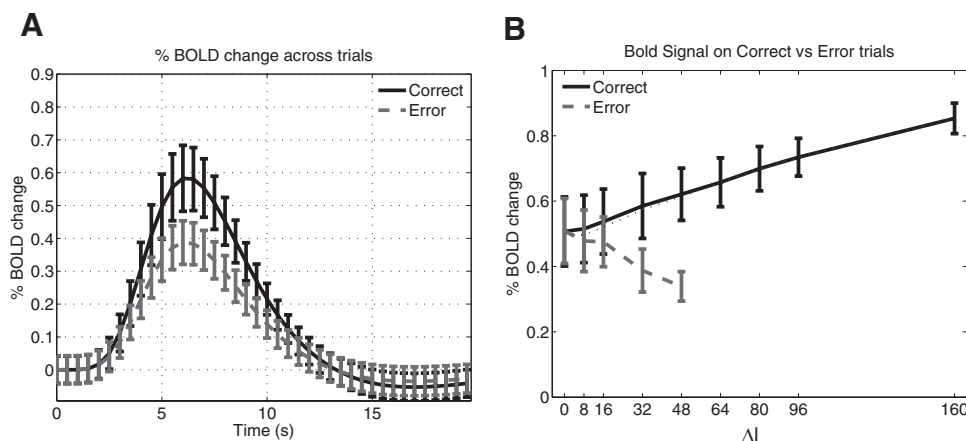 A
% BOLD change across trials
% BOLD change
0.9
0.8
0.7
0.6
0.5
0.4
0.3
0.2
0.1
0
Correct
Error
0 5 10 15
Time (s)
B
Bold Signal on Correct vs Error trials
% BOLD change
1
0.8
0.6
0.4
0.2
0
Correct
Error
0 8 16 32 48 64 80 96 160
ΔI